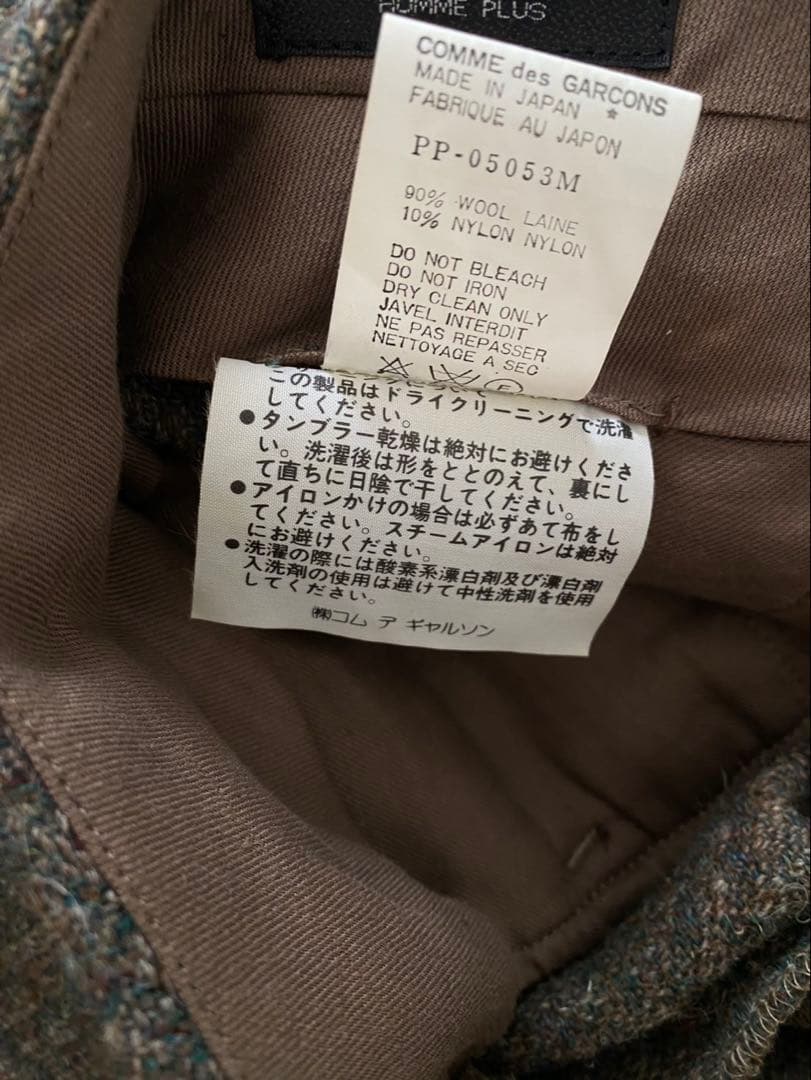 HOMME PLUS
COMME des GARCONS
MADE IN JAPAN ★
FABRIQUE AU JAPON
PP-05053M
90% WOOL LAINE
10% NYLON NYLON
DO NOT BLEACH
DO NOT IRON
DRY CLEAN ONLY
JAVEL INTERDIT
NE PAS REPASSER
NETTOYAGE A SEC
この製品はドライクリーニングで洗濯
してください。
●タンブラー乾燥は絶対にお避けくださ
い。洗濯後は形をととのえて、裏にし
て直ちに日陰で干してください。
●アイロンかけの場合は必ずあて布をし
てください。スチームアイロンは絶対
にお避けください。
●洗濯の際には酸素系漂白剤及び漂白剤
入洗剤の使用は避けて中性洗剤を使用
してください。
㈱コム デ ギャルソン